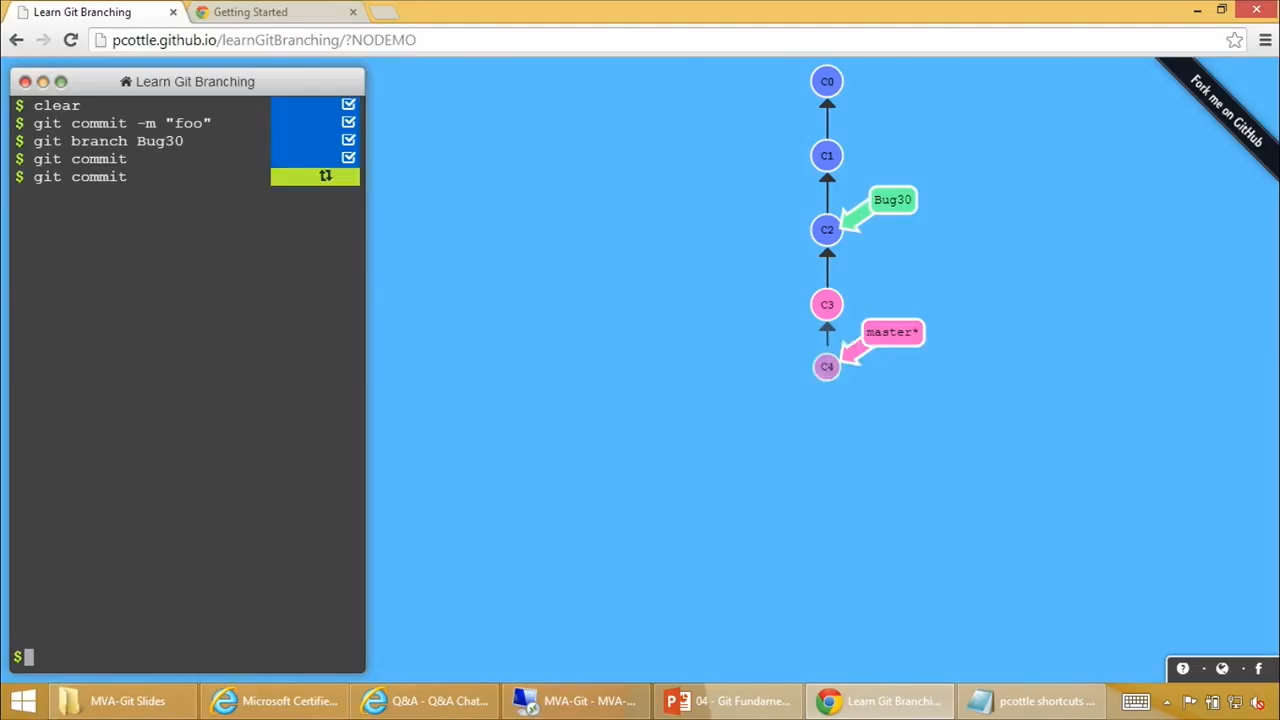 Learn Git Branching
Getting Started
pcottle.github.io/learnGitBranching/?NODEMO
Learn Git Branching
$ clear
$ git commit -m "foo"
$ git branch Bug30
$ git commit
$ git commit
$
C0
C1
Bug30
C2
C3
master*
C4
Fork me on GitHub
MVA-Git Slides
Microsoft Certifie...
Q&A - Q&A Chat...
MVA-Git - MVA-...
04 - Git Fundame...
Learn Git Branchi...
pcottle shortcuts ...